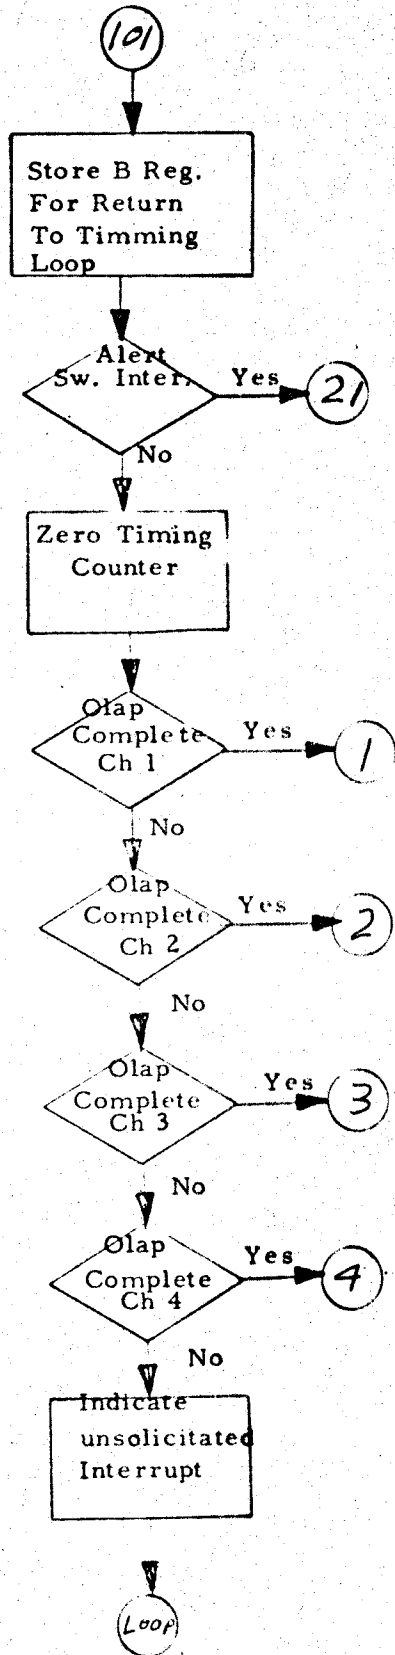 101
Store B Reg.
For Return
To Timming
Loop
Alert
Sw. Inter.
Yes
21
No
Zero Timing
Counter
Olap
Complete
Ch 1
Yes
1
No
Olap
Complete
Ch 2
Yes
2
No
Olap
Complete
Ch 3
Yes
3
No
Olap
Complete
Ch 4
Yes
4
No
Indicate
unsolicitated
Interrupt
Loop